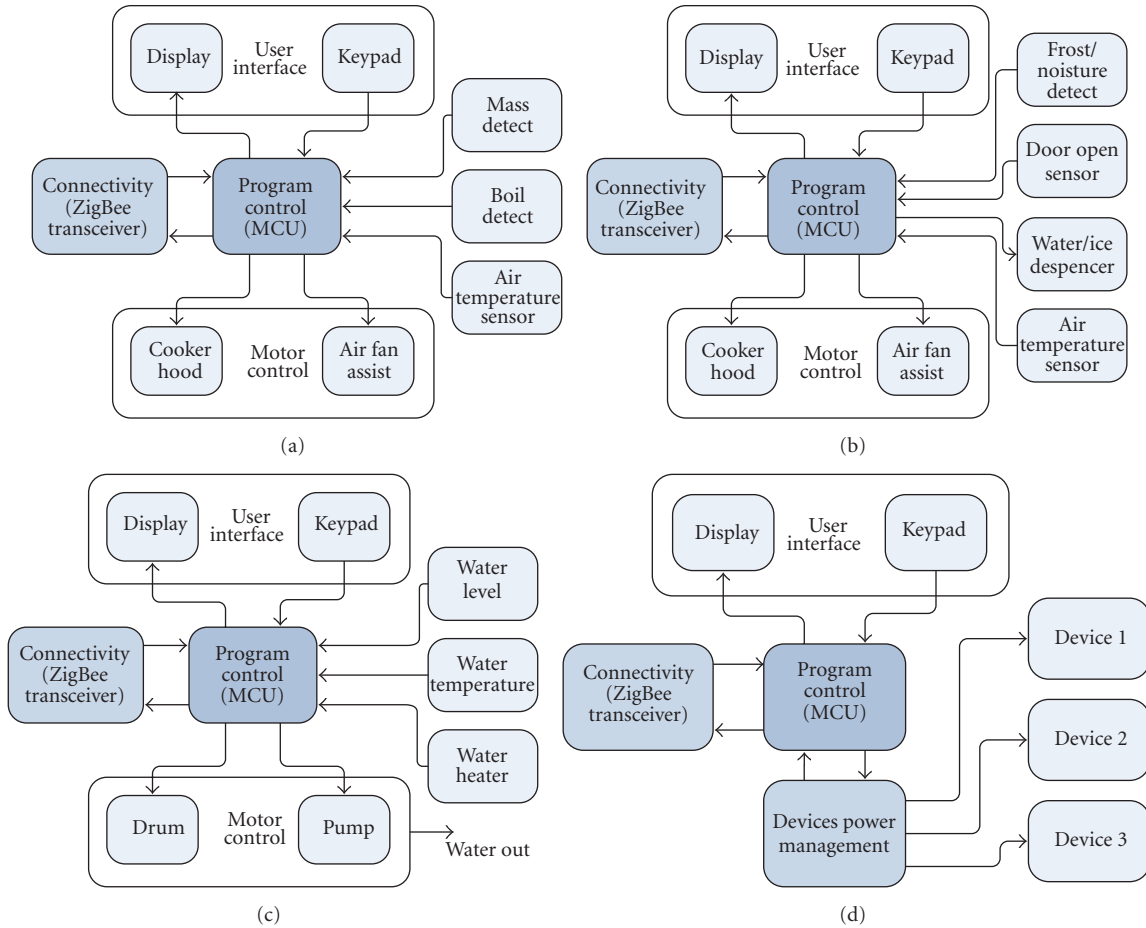 Display
User
interface
Keypad
Mass
detect
Connectivity
(ZigBee
transceiver)
Program
control
(MCU)
Boil
detect
Air
temperature
sensor
Cooker
hood
Motor
control
Air fan
assist
(a)
Display
User
interface
Keypad
Frost/
noisture
detect
Door open
sensor
Connectivity
(ZigBee
transceiver)
Program
control
(MCU)
Water/ice
despencer
Air
temperature
sensor
Cooker
hood
Motor
control
Air fan
assist
(b)
Display
User
interface
Keypad
Water
level
Connectivity
(ZigBee
transceiver)
Program
control
(MCU)
Water
temperature
Water
heater
Drum
Motor
control
Pump
Water out
(c)
Display
User
interface
Keypad
Connectivity
(ZigBee
transceiver)
Program
control
(MCU)
Device 1
Device 2
Devices power
management
Device 3
(d)